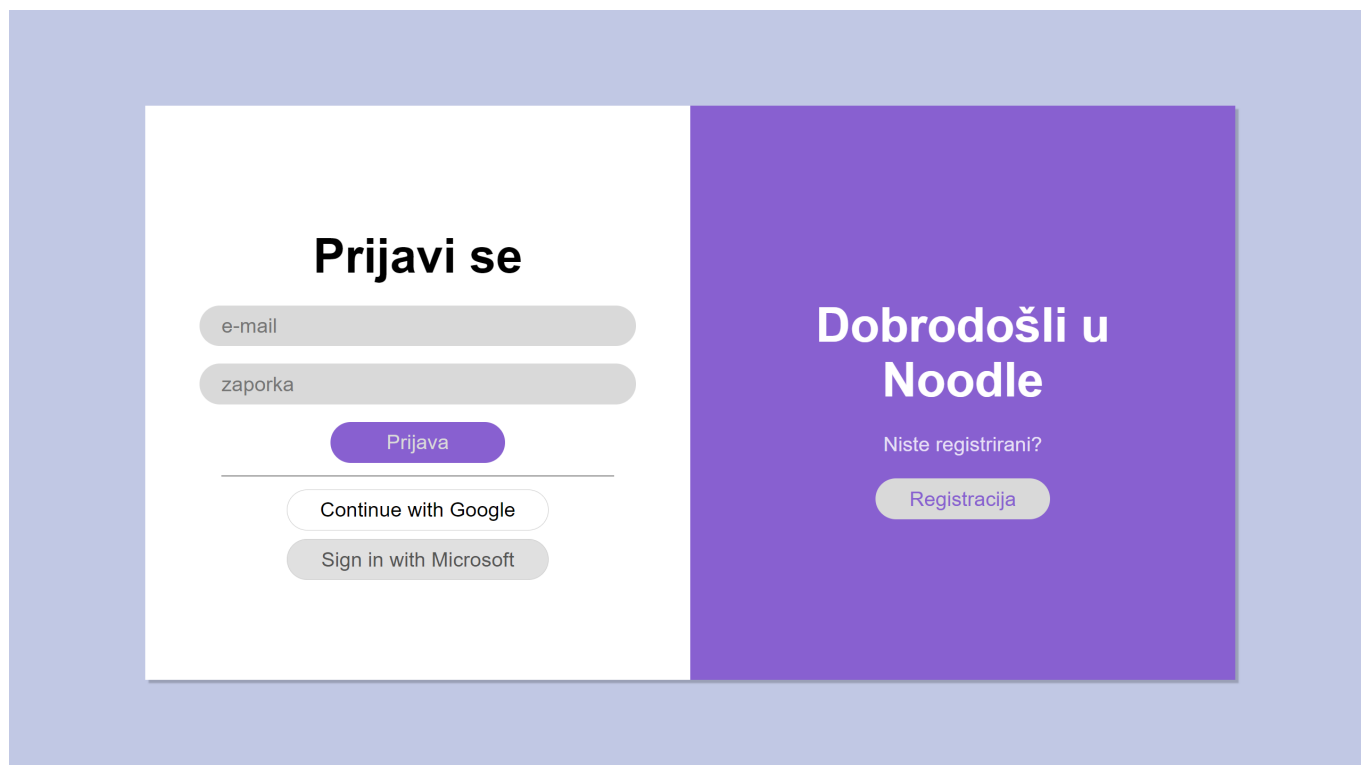 Prijavi se
e-mail
zaporka
Prijava
Continue with Google
Sign in with Microsoft
Dobrodošli u
Noodle
Niste registrirani?
Registracija